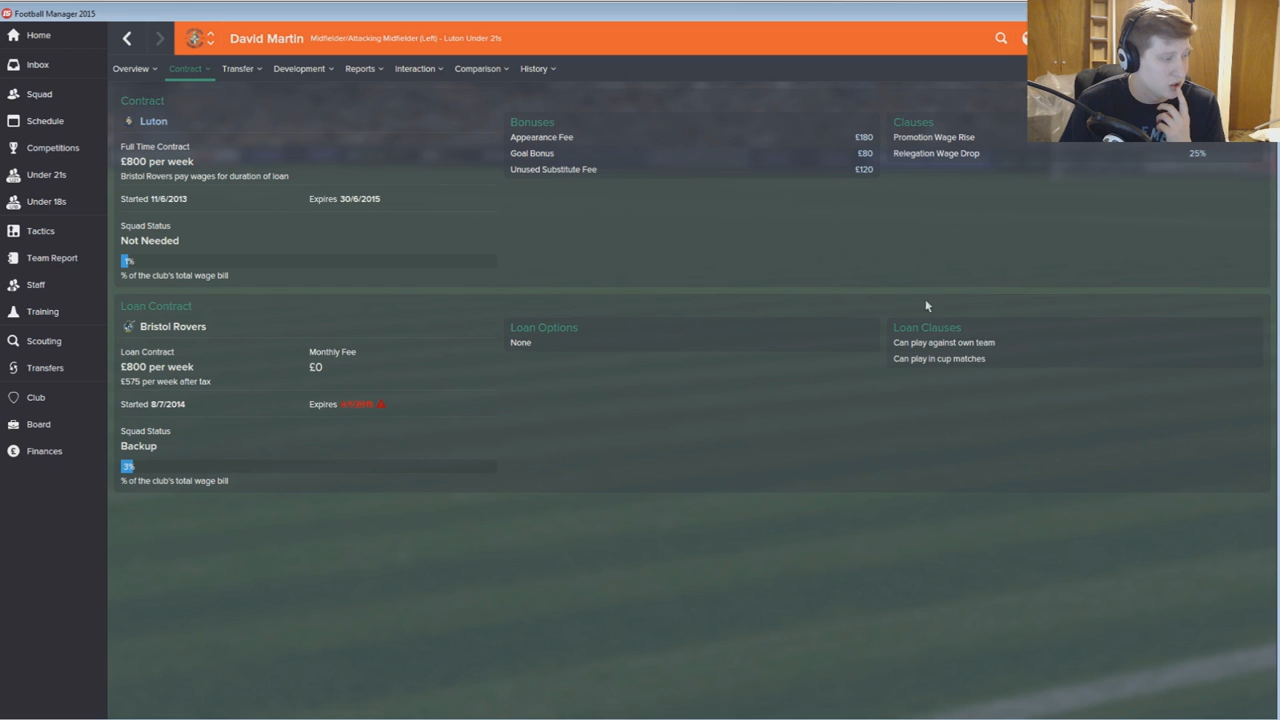 Football Manager 2015
Home
Inbox
Squad
Schedule
Competitions
Under 21s
Under 18s
Tactics
Team Report
Staff
Training
Scouting
Transfers
Club
Board
Finances
David Martin Midfielder/Attacking Midfielder (Left) - Luton Under 21s
Overview Contract Transfer Development Reports Interaction Comparison History
Contract
Luton
Full Time Contract
£800 per week
Bristol Rovers pay wages for duration of loan
Started 11/6/2013 Expires 30/6/2015
Squad Status
Not Needed
1%
% of the club's total wage bill
Bonuses
Appearance Fee £180
Goal Bonus £80
Unused Substitute Fee £120
Clauses
Promotion Wage Rise
Relegation Wage Drop 25%
Loan Contract
Bristol Rovers
Loan Contract Monthly Fee
£800 per week £0
£575 per week after tax
Started 8/7/2014 Expires
Squad Status
Backup
3%
% of the club's total wage bill
Loan Options
None
Loan Clauses
Can play against own team
Can play in cup matches